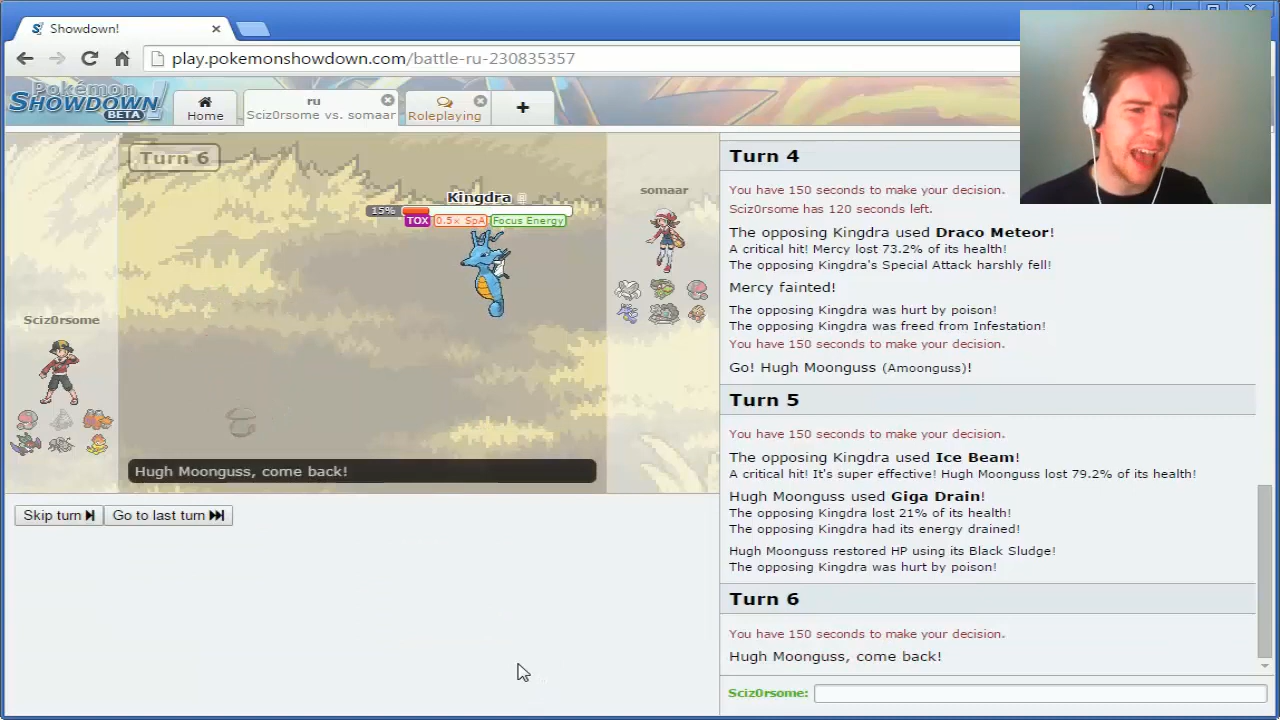 Showdown!
play.pokemonshowdown.com/battle-ru-230835357
Pokémon
SHOWDOWN!
BETA
Home
ru
Sciz0rsome vs. somaar
Roleplaying
Turn 6
Kingdra
15%
TOX 0.5× SpA Focus Energy
somaar
Sciz0rsome
Hugh Moonguss, come back!
Skip turn
Go to last turn
Turn 4
You have 150 seconds to make your decision.
Sciz0rsome has 120 seconds left.
The opposing Kingdra used Draco Meteor!
A critical hit! Mercy lost 73.2% of its health!
The opposing Kingdra's Special Attack harshly fell!
Mercy fainted!
The opposing Kingdra was hurt by poison!
The opposing Kingdra was freed from Infestation!
You have 150 seconds to make your decision.
Go! Hugh Moonguss (Amoonguss)!
Turn 5
You have 150 seconds to make your decision.
The opposing Kingdra used Ice Beam!
A critical hit! It's super effective! Hugh Moonguss lost 79.2% of its health!
Hugh Moonguss used Giga Drain!
The opposing Kingdra lost 21% of its health!
The opposing Kingdra had its energy drained!
Hugh Moonguss restored HP using its Black Sludge!
The opposing Kingdra was hurt by poison!
Turn 6
You have 150 seconds to make your decision.
Hugh Moonguss, come back!
Sciz0rsome: